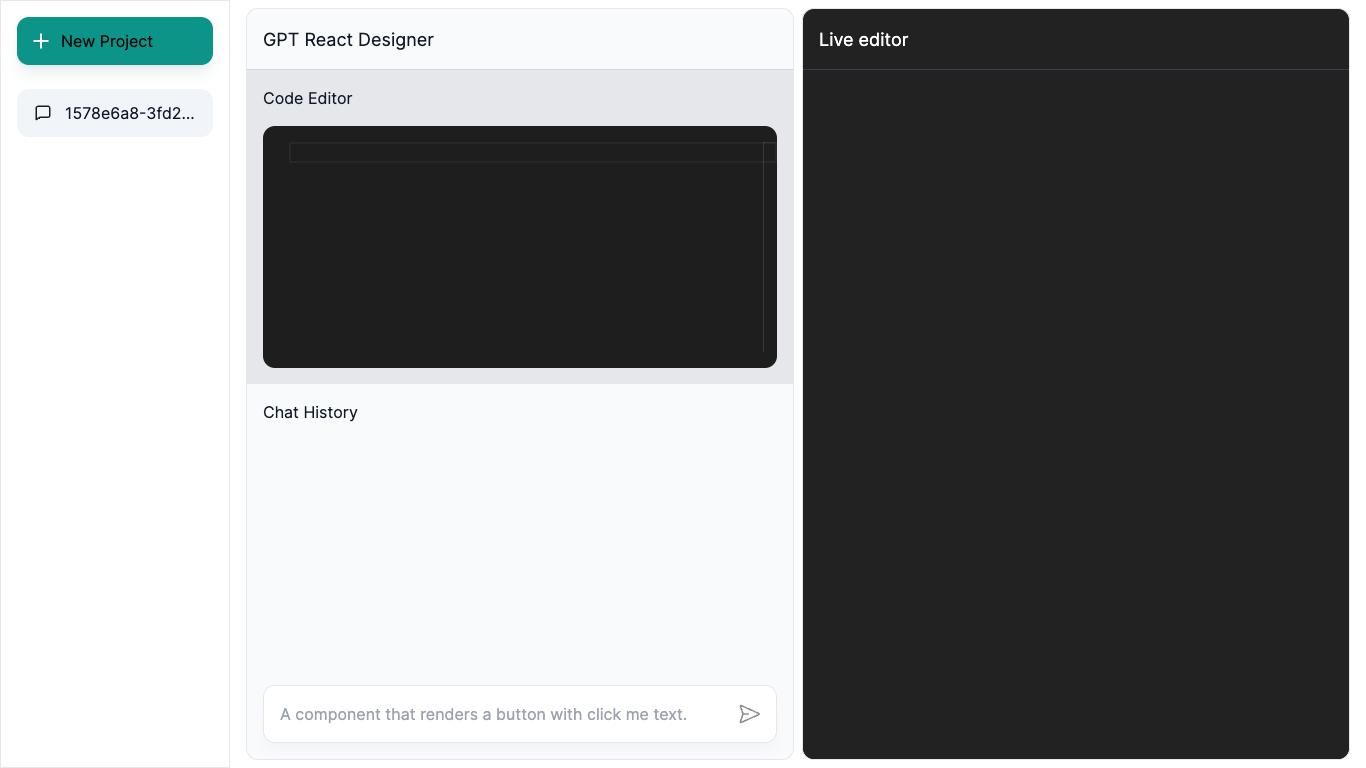 New Project
1578e6a8-3fd2...
GPT React Designer
Code Editor
Chat History
A component that renders a button with click me text.
Live editor